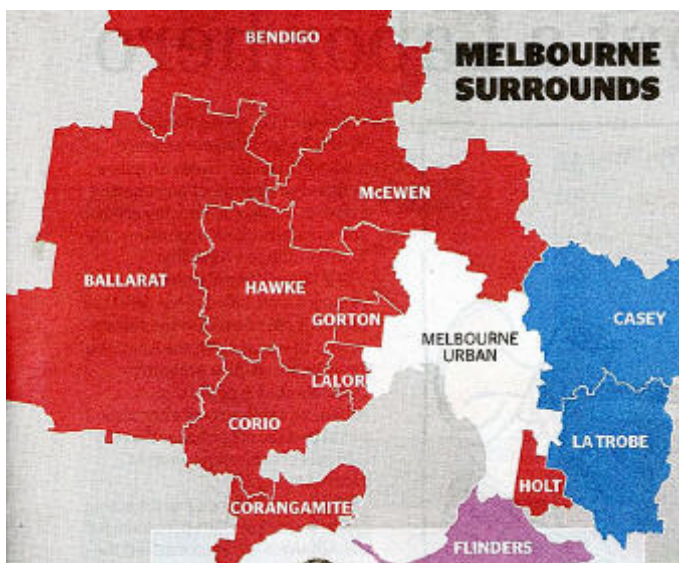 BENDIGO
MELBOURNE
SURROUNDS
McEWEN
BALLARAT
HAWKE
GORTON
CASEY
MELBOURNE
URBAN
LALOR
CORIO
LA TROBE
HOLT
CORANGAMITE
FLINDERS